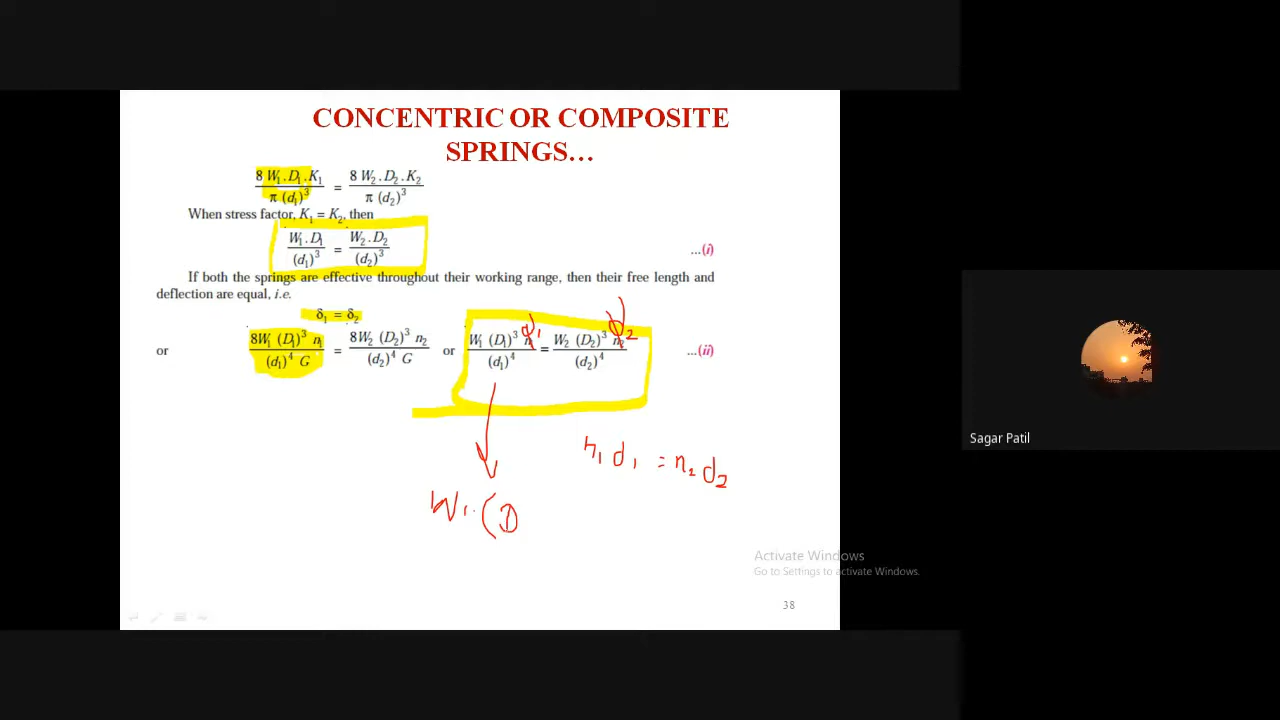 CONCENTRIC OR COMPOSITE
SPRINGS...
8 W₁.D₁.K₁ / π (d₁)³ = 8 W₂.D₂.K₂ / π (d₂)³
When stress factor, K₁ = K₂, then
W₁.D₁ / (d₁)³ = W₂.D₂ / (d₂)³ ...(i)
If both the springs are effective throughout their working range, then their free length and
deflection are equal, i.e.
δ₁ = δ₂
or 8W₁ (D₁)³ n₁ / (d₁)⁴ G = 8W₂ (D₂)³ n₂ / (d₂)⁴ G or W₁ (D₁)³ n₁ / (d₁)⁴ = W₂ (D₂)³ n₂ / (d₂)⁴ ...(ii)
d₁ d₂
n₁ d₁ = n₂ d₂
W₁.(D
Sagar Patil
Activate Windows
Go to Settings to activate Windows.
38